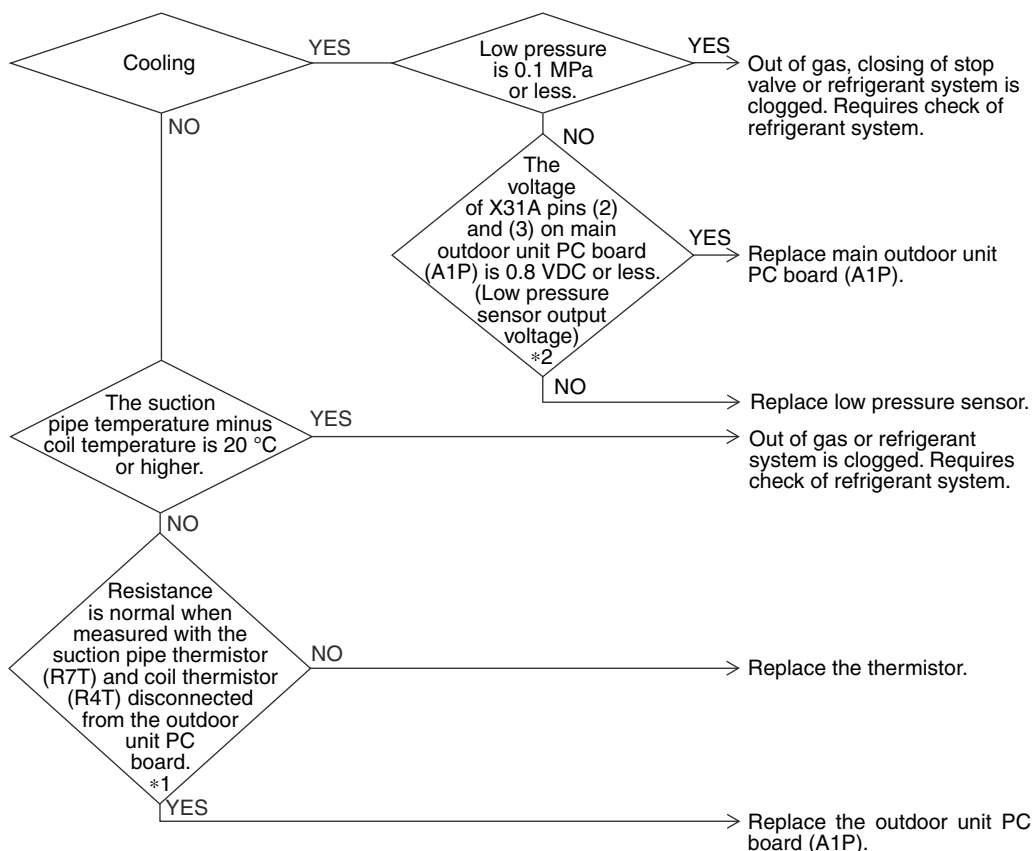 Cooling
YES
Low pressure
is 0.1 MPa
or less.
YES
Out of gas, closing of stop
valve or refrigerant system is
clogged. Requires check of
refrigerant system.
NO
NO
The
voltage
of X31A pins (2)
and (3) on main
outdoor unit PC board
(A1P) is 0.8 VDC or less.
(Low pressure
sensor output
voltage)
*2
YES
Replace main outdoor unit
PC board (A1P).
NO
Replace low pressure sensor.
The suction
pipe temperature minus
coil temperature is 20 °C
or higher.
YES
Out of gas or refrigerant
system is clogged. Requires
check of refrigerant system.
NO
Resistance
is normal when
measured with the
suction pipe thermistor
(R7T) and coil thermistor
(R4T) disconnected
from the outdoor
unit PC
board.
*1
NO
Replace the thermistor.
YES
Replace the outdoor unit PC
board (A1P).